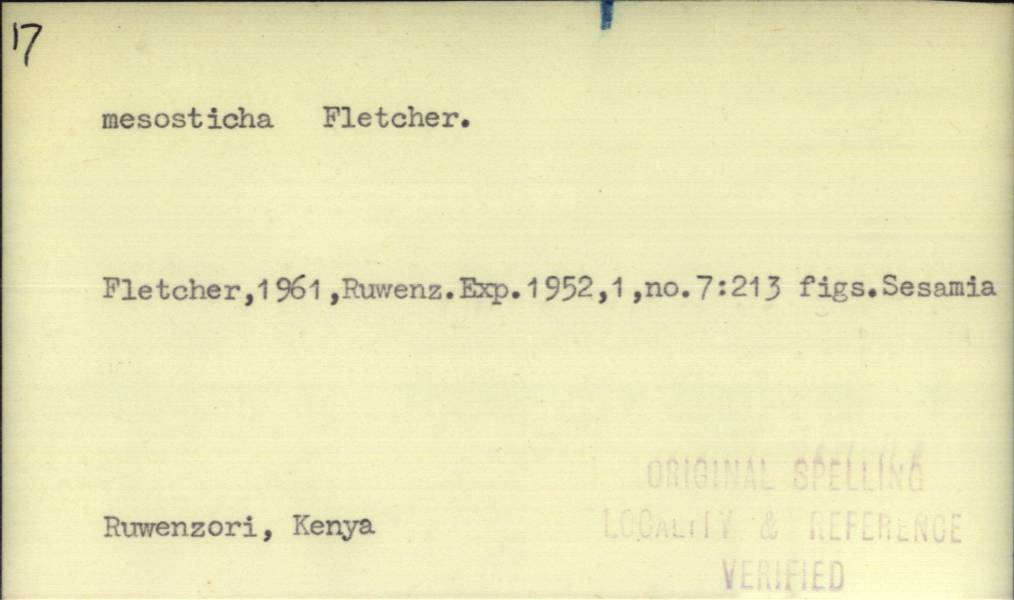 17
mesosticha Fletcher.
Fletcher,1961,Ruwenz.Exp.1952,1,no.7:213 figs.Sesamia
Ruwenzori, Kenya
ORIGINAL SPELLING
LOCALITY & REFERENCE
VERIFIED